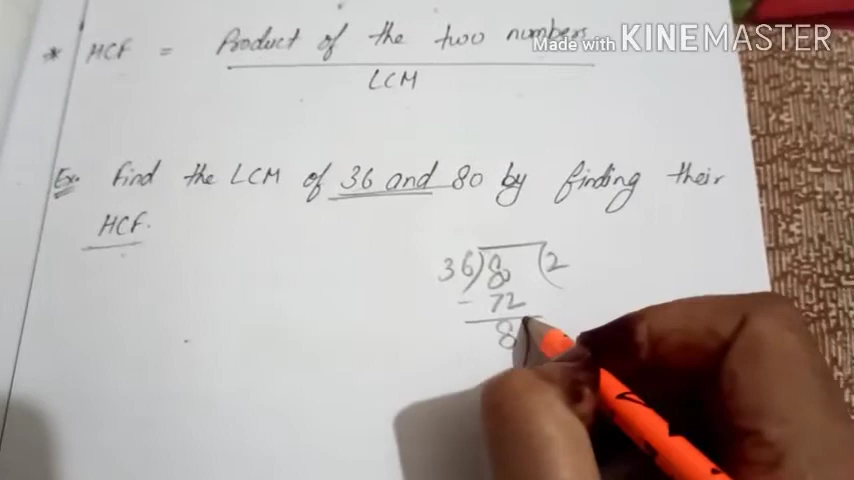 * HCF = Product of the two numbers
LCM
Made with KINEMASTER
Ex. Find the LCM of 36 and 80 by finding their
HCF.
36)80(2
- 72
8